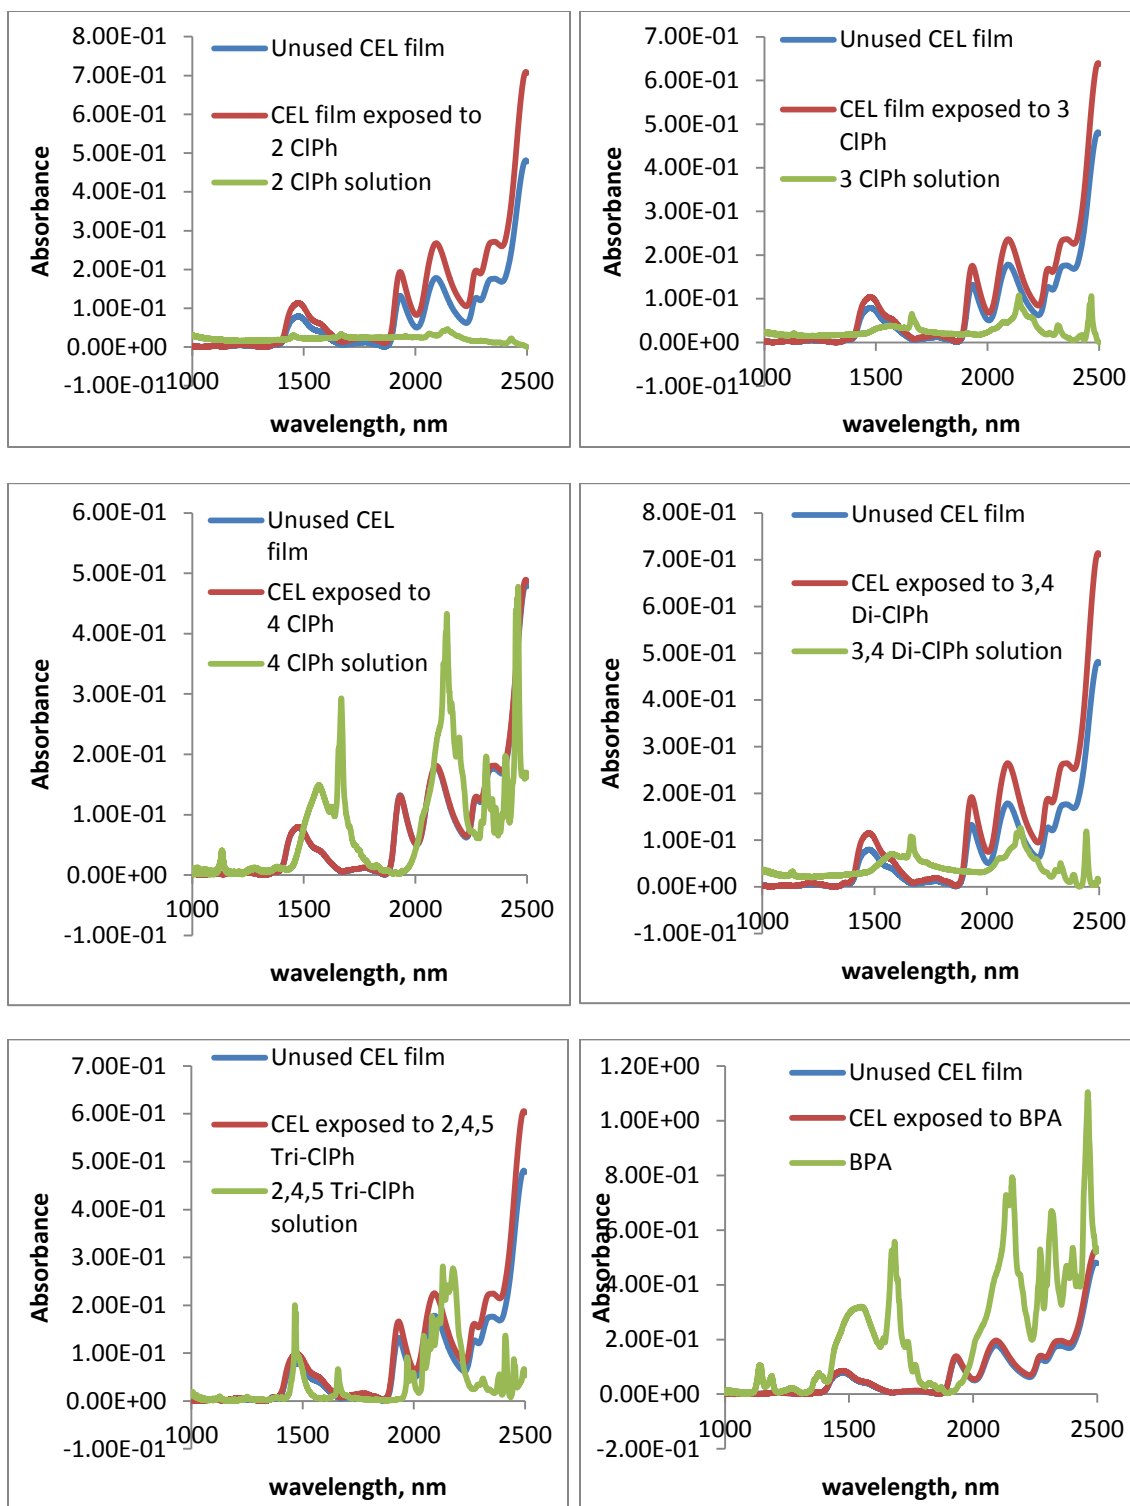 8.00E-01
7.00E-01
6.00E-01
5.00E-01
4.00E-01
3.00E-01
2.00E-01
1.00E-01
0.00E+00
-1.00E-01
1000 1500 2000 2500
Absorbance
wavelength, nm
Unused CEL film
CEL film exposed to
2 ClPh
2 ClPh solution
7.00E-01
6.00E-01
5.00E-01
4.00E-01
3.00E-01
2.00E-01
1.00E-01
0.00E+00
-1.00E-01
1000 1500 2000 2500
Absorbance
wavelength, nm
Unused CEL film
CEL film exposed to 3
ClPh
3 ClPh solution
6.00E-01
5.00E-01
4.00E-01
3.00E-01
2.00E-01
1.00E-01
0.00E+00
-1.00E-01
1000 1500 2000 2500
Absorbance
wavelength, nm
Unused CEL
film
CEL exposed to
4 ClPh
4 ClPh solution
8.00E-01
7.00E-01
6.00E-01
5.00E-01
4.00E-01
3.00E-01
2.00E-01
1.00E-01
0.00E+00
-1.00E-01
1000 1500 2000 2500
Absorbance
wavelength, nm
Unused CEL film
CEL exposed to 3,4
Di-ClPh
3,4 Di-ClPh solution
7.00E-01
6.00E-01
5.00E-01
4.00E-01
3.00E-01
2.00E-01
1.00E-01
0.00E+00
-1.00E-01
1000 1500 2000 2500
Absorbance
wavelength, nm
Unused CEL film
CEL exposed to 2,4,5
Tri-ClPh
2,4,5 Tri-ClPh
solution
1.20E+00
1.00E+00
8.00E-01
6.00E-01
4.00E-01
2.00E-01
0.00E+00
-2.00E-01
1000 1500 2000 2500
Absorbance
wavelength, nm
Unused CEL film
CEL exposed to BPA
BPA